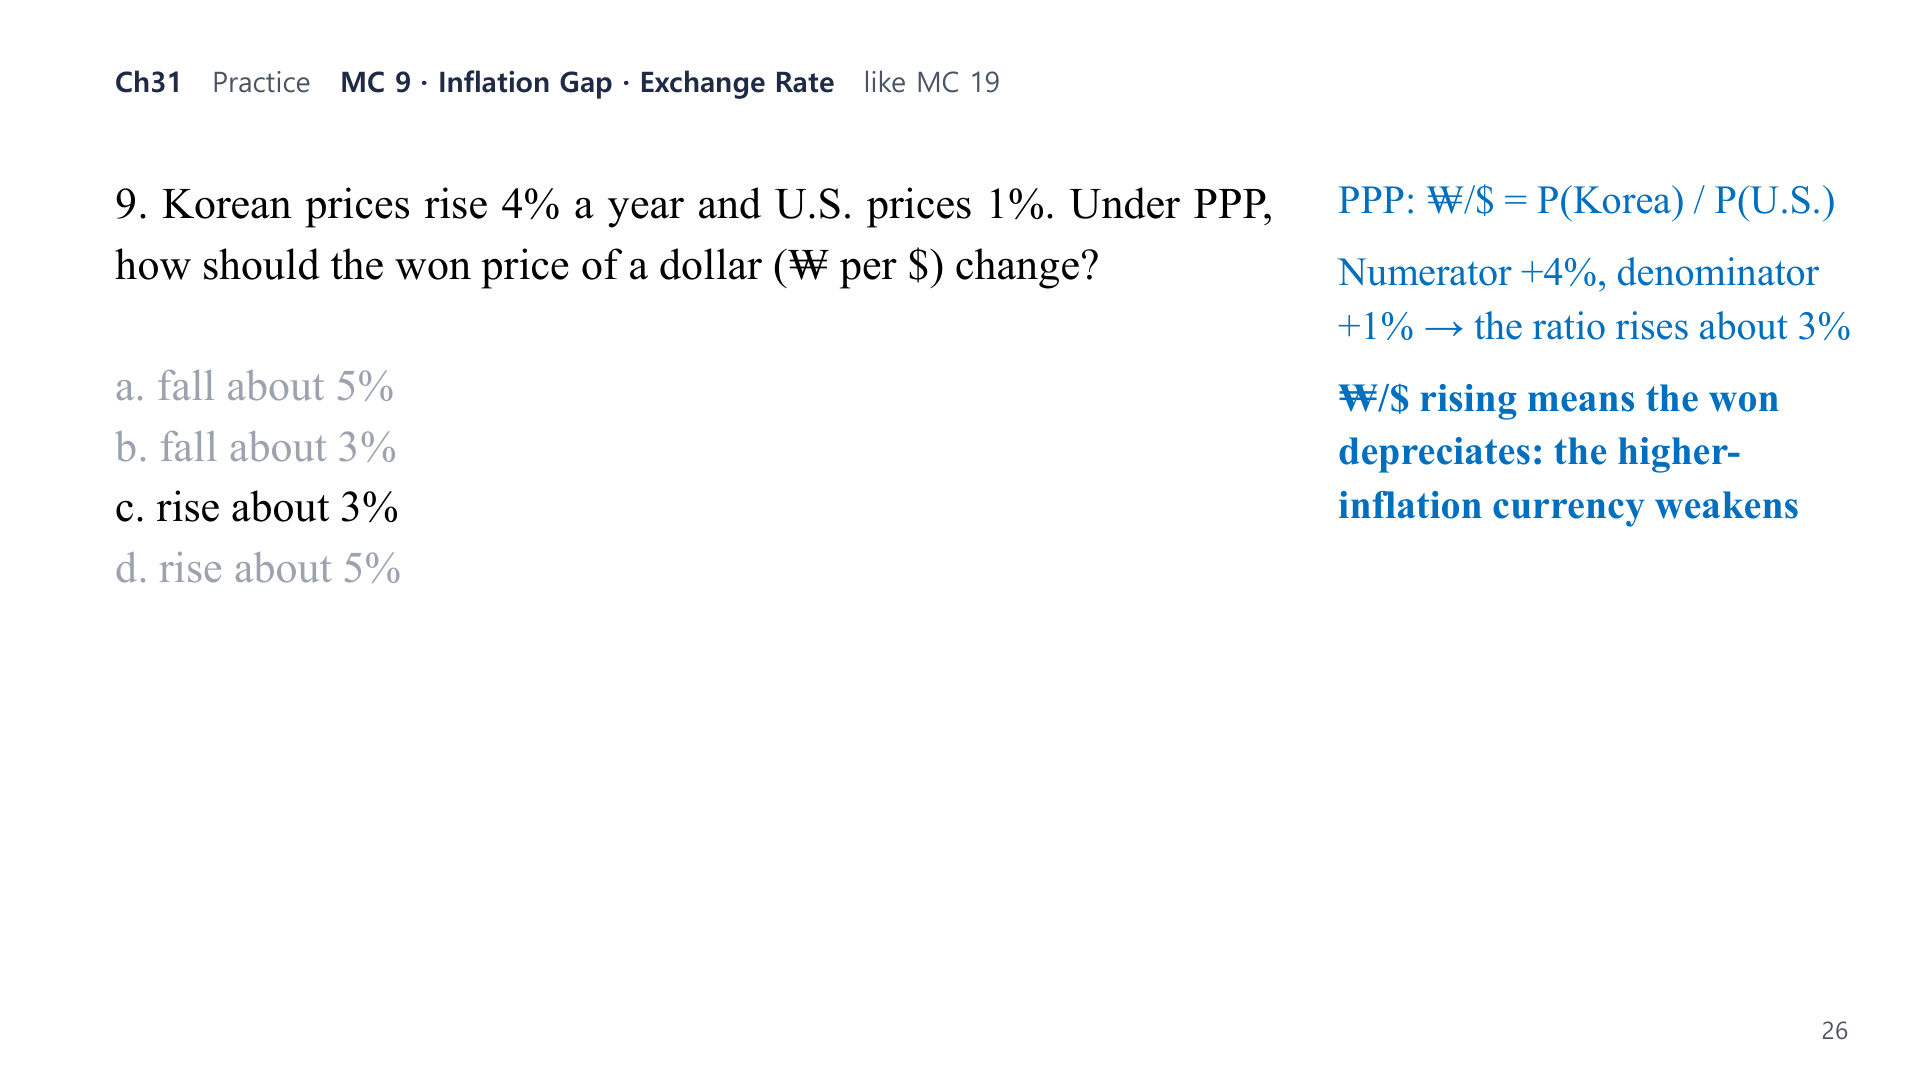 Ch31 Practice MC 9 · Inflation Gap · Exchange Rate like MC 19
9. Korean prices rise 4% a year and U.S. prices 1%. Under PPP,
how should the won price of a dollar (₩ per $) change?
a. fall about 5%
b. fall about 3%
c. rise about 3%
d. rise about 5%
PPP: ₩/$ = P(Korea) / P(U.S.)
Numerator +4%, denominator
+1% → the ratio rises about 3%
₩/$ rising means the won
depreciates: the higher-
inflation currency weakens
26